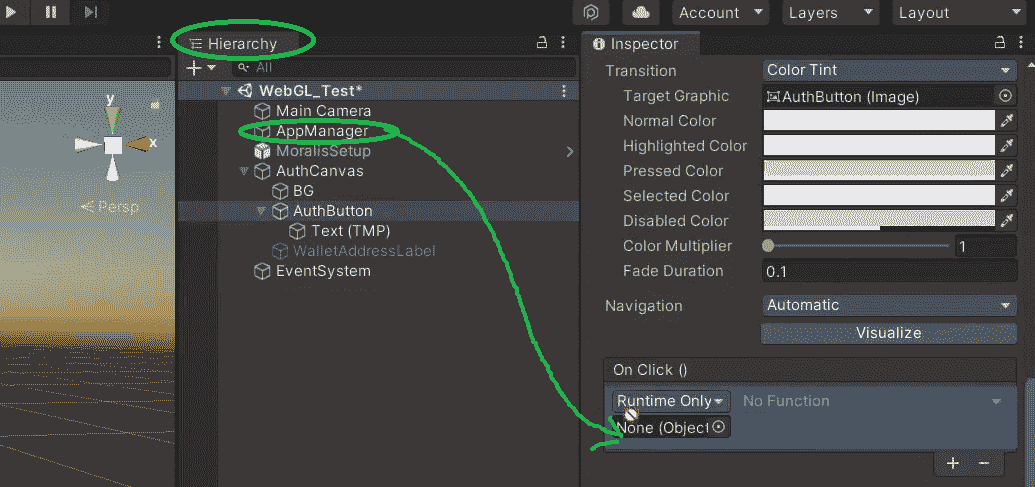 Account
Layers
Layout
Hierarchy
All
WebGL_Test*
Main Camera
AppManager
MoralisSetup
AuthCanvas
BG
AuthButton
Text (TMP)
WalletAddressLabel
EventSystem
y
x
Persp
Inspector
Transition
Color Tint
Target Graphic
AuthButton (Image)
Normal Color
Highlighted Color
Pressed Color
Selected Color
Disabled Color
Color Multiplier
1
Fade Duration
0.1
Navigation
Automatic
Visualize
On Click ()
Runtime Only
No Function
None (Object